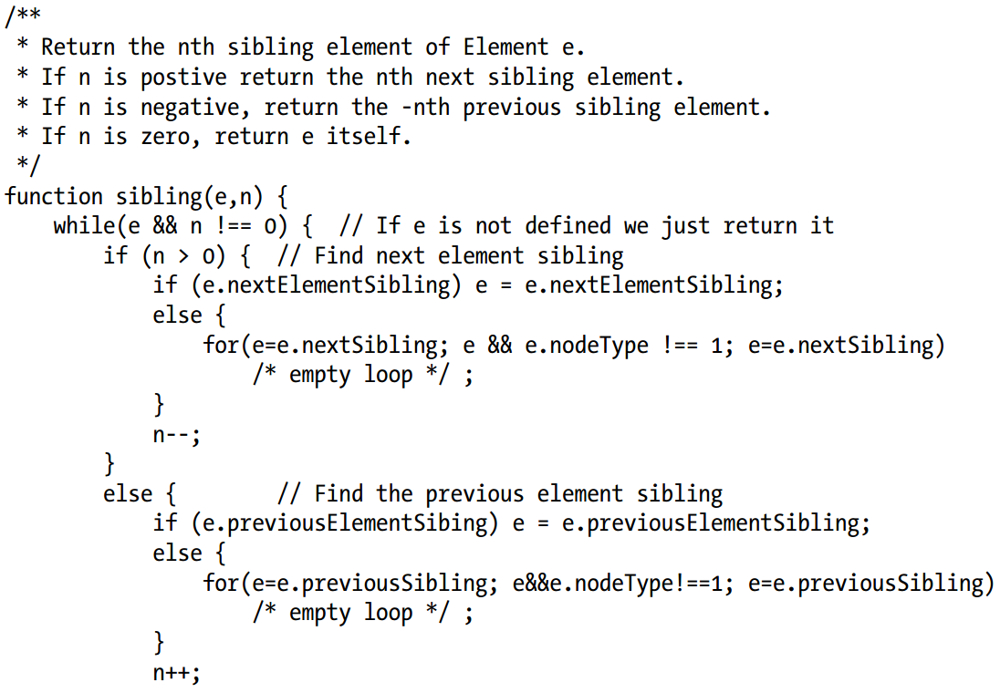 /**
 * Return the nth sibling element of Element e.
 * If n is postive return the nth next sibling element.
 * If n is negative, return the -nth previous sibling element.
 * If n is zero, return e itself.
 */
function sibling(e,n) {
    while(e && n !== 0) {  // If e is not defined we just return it
        if (n > 0) {  // Find next element sibling
            if (e.nextElementSibling) e = e.nextElementSibling;
            else {
                for(e=e.nextSibling; e && e.nodeType !== 1; e=e.nextSibling)
                    /* empty loop */ ;
            }
            n--;
        }
        else {        // Find the previous element sibling
            if (e.previousElementSibing) e = e.previousElementSibling;
            else {
                for(e=e.previousSibling; e&&e.nodeType!==1; e=e.previousSibling)
                    /* empty loop */ ;
            }
            n++;